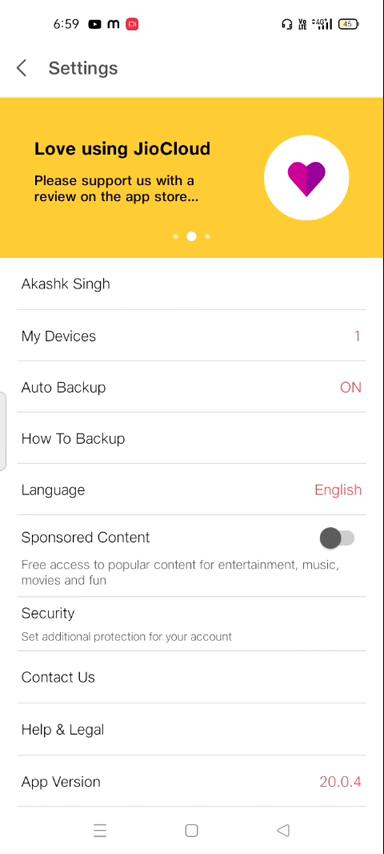 6:59
45
Settings
Love using JioCloud
Please support us with a
review on the app store...
Akashk Singh
My Devices 1
Auto Backup ON
How To Backup
Language English
Sponsored Content
Free access to popular content for entertainment, music,
movies and fun
Security
Set additional protection for your account
Contact Us
Help & Legal
App Version 20.0.4